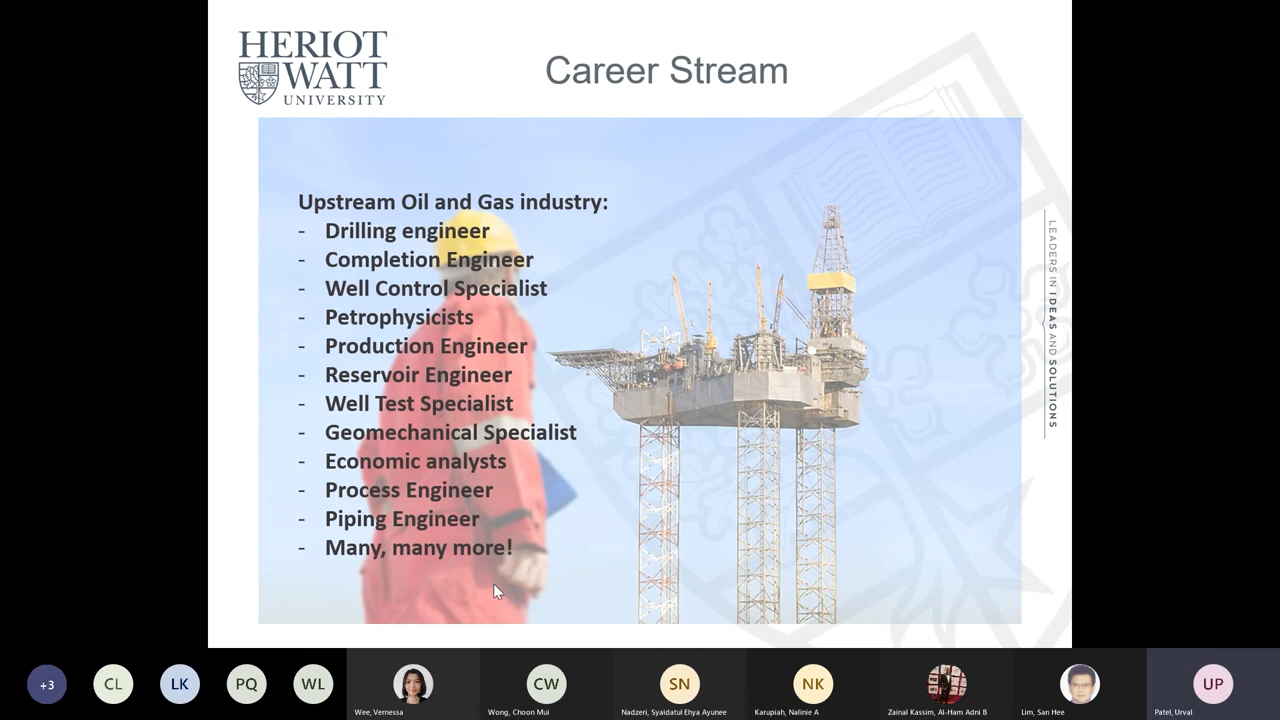 HERIOT
WATT
UNIVERSITY
Career Stream
Upstream Oil and Gas industry:
- Drilling engineer
- Completion Engineer
- Well Control Specialist
- Petrophysicists
- Production Engineer
- Reservoir Engineer
- Well Test Specialist
- Geomechanical Specialist
- Economic analysts
- Process Engineer
- Piping Engineer
- Many, many more!
LEADERS IN IDEAS AND SOLUTIONS
+3
CL
LK
PQ
WL
Wee, Vernessa
CW
Wong, Choon Mui
SN
Nadzeri, Syaidatul Ehya Ayunee
NK
Karupiah, Nalinie A
Zainal Kassim, Al-Ham Adni B
Lim, San Hee
UP
Patel, Urval